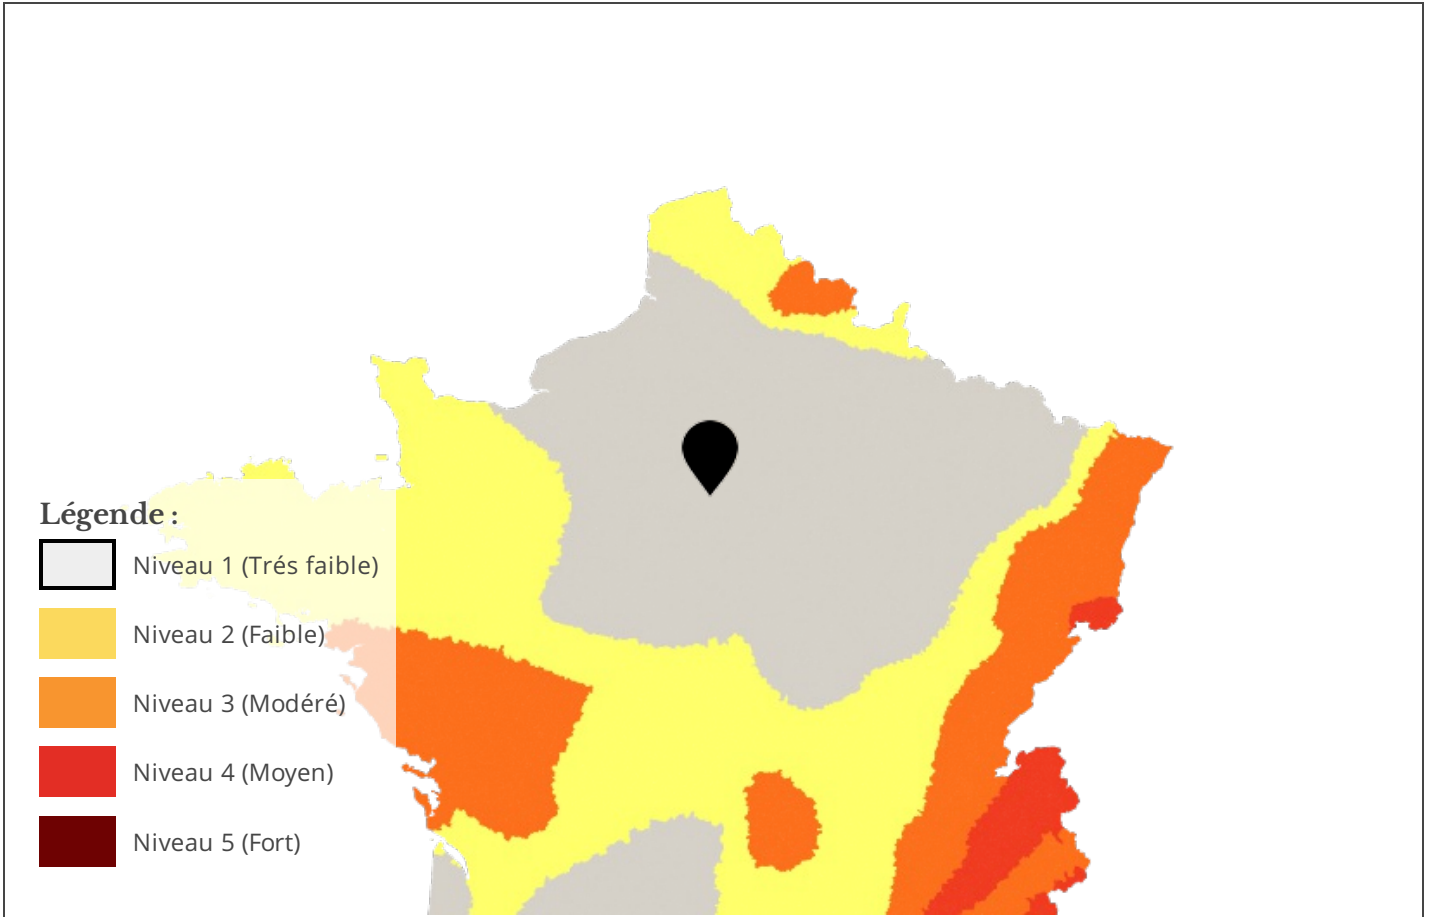 Légende :
Niveau 1 (Trés faible)
Niveau 2 (Faible)
Niveau 3 (Modéré)
Niveau 4 (Moyen)
Niveau 5 (Fort)